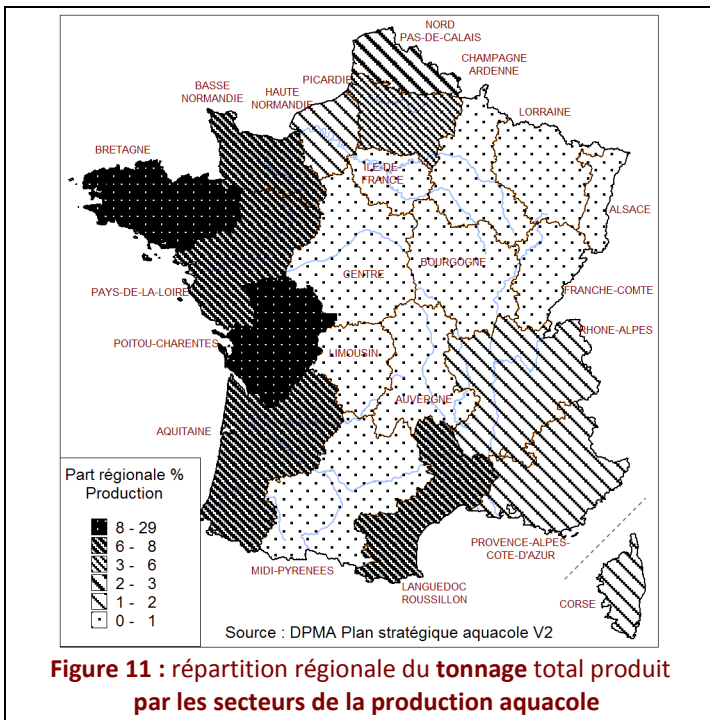 NORD
PAS-DE-CALAIS
CHAMPAGNE
ARDENNE
PICARDIE
BASSE
NORMANDIE
HAUTE
NORMANDIE
LORRAINE
BRETAGNE
ILE-DE-
FRANCE
ALSACE
CENTRE
BOURGOGNE
PAYS-DE-LA-LOIRE
FRANCHE-COMTE
POITOU-CHARENTES
RHONE-ALPES
LIMOUSIN
AUVERGNE
AQUITAINE
Part régionale %
Production
8 - 29
6 - 8
3 - 6
2 - 3
1 - 2
0 - 1
PROVENCE-ALPES-
COTE-D'AZUR
MIDI-PYRENEES
LANGUEDOC
ROUSSILLON
CORSE
Source : DPMA Plan stratégique aquacole V2
Figure 11 : répartition régionale du tonnage total produit
par les secteurs de la production aquacole